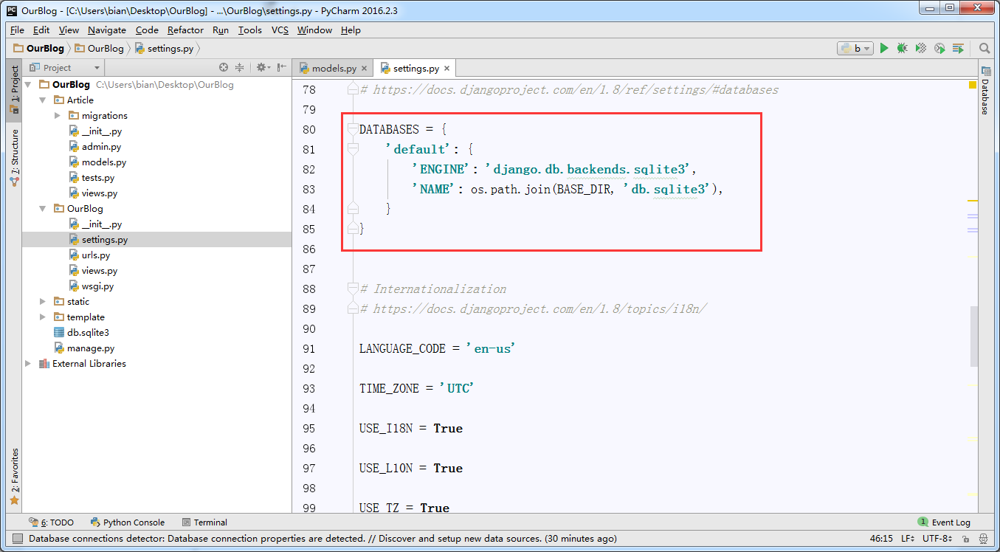 OurBlog - [C:\Users\bian\Desktop\OurBlog] - ...\OurBlog\settings.py - PyCharm 2016.2.3
File Edit View Navigate Code Refactor Run Tools VCS Window Help
OurBlog OurBlog settings.py
b
Project
models.py settings.py
1: Project
7: Structure
2: Favorites
OurBlog C:\Users\bian\Desktop\OurBlog
Article
migrations
__init__.py
admin.py
models.py
tests.py
views.py
OurBlog
__init__.py
settings.py
urls.py
views.py
wsgi.py
static
template
db.sqlite3
manage.py
External Libraries
78 # https://docs.djangoproject.com/en/1.8/ref/settings/#databases
79
80 DATABASES = {
81 'default': {
82 'ENGINE': 'django.db.backends.sqlite3',
83 'NAME': os.path.join(BASE_DIR, 'db.sqlite3'),
84 }
85 }
86
87
88 # Internationalization
89 # https://docs.djangoproject.com/en/1.8/topics/i18n/
90
91 LANGUAGE_CODE = 'en-us'
92
93 TIME_ZONE = 'UTC'
94
95 USE_I18N = True
96
97 USE_L10N = True
98
99 USE_TZ = True
Database
6: TODO Python Console Terminal 1 Event Log
Database connections detector: Database connection properties are detected. // Discover and setup new data sources. (30 minutes ago) 46:15 LF UTF-8